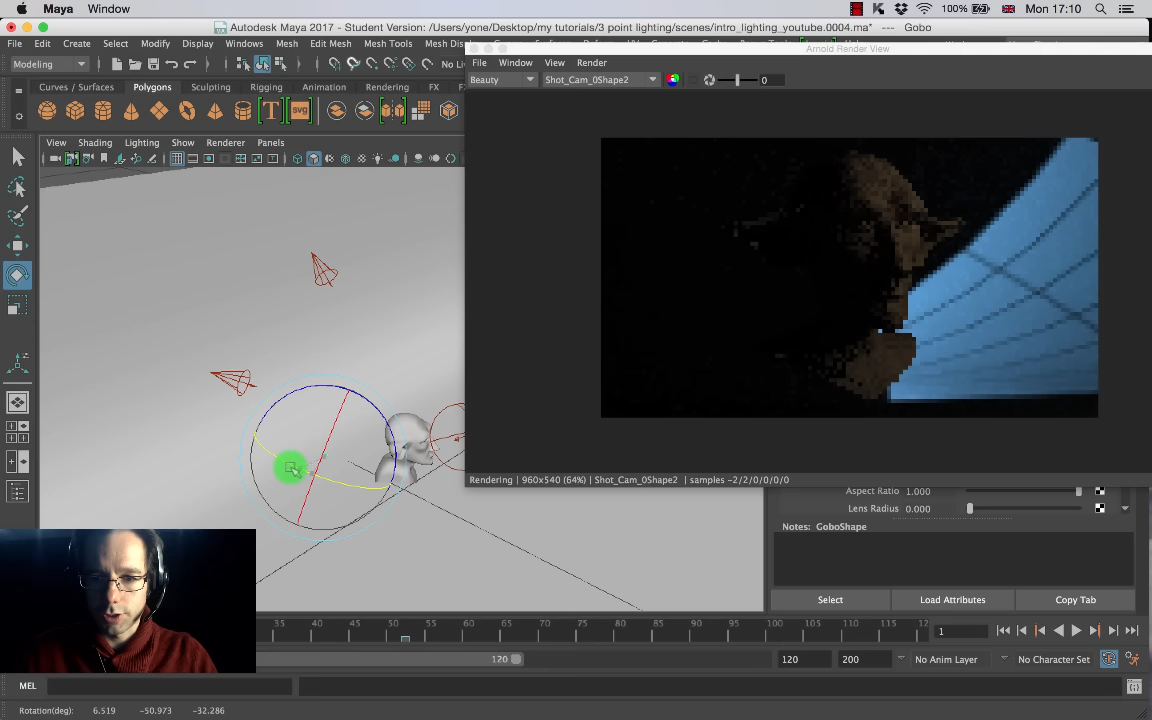 Maya Window 100% Mon 17:10
Autodesk Maya 2017 - Student Version: /Users/yone/Desktop/my tutorials/3 point lighting/scenes/intro_lighting_youtube.0004.ma* --- Gobo
File Edit Create Select Modify Display Windows Mesh Edit Mesh Mesh Tools Mesh Dis
Arnold Render View
Modeling No Li
File Window View Render
Beauty Shot_Cam_0Shape2 0
Curves / Surfaces Polygons Sculpting Rigging Animation Rendering FX
T svg
View Shading Lighting Show Renderer Panels
Rendering | 960x540 (64%) | Shot_Cam_0Shape2 | samples -2/2/0/0/0/0
Aspect Ratio 1.000
Lens Radius 0.000
Notes: GoboShape
Select Load Attributes Copy Tab
35 40 45 50 55 60 65 70 75 80 85 90 95 100 105 110 115 12
1
120 120 200 No Anim Layer No Character Set
MEL
Rotation(deg): 6.519 -50.973 -32.286